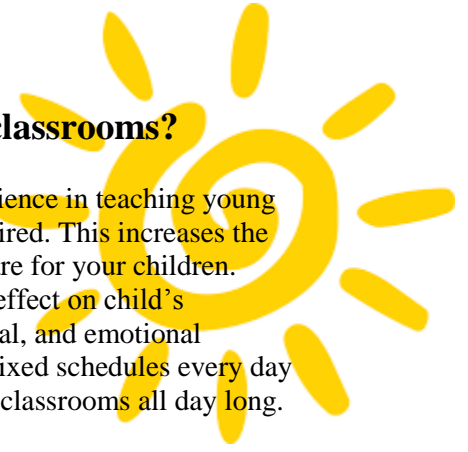 classrooms?
ience in teaching young
ired. This increases the
re for your children.
effect on child’s
al, and emotional
ixed schedules every day
classrooms all day long.